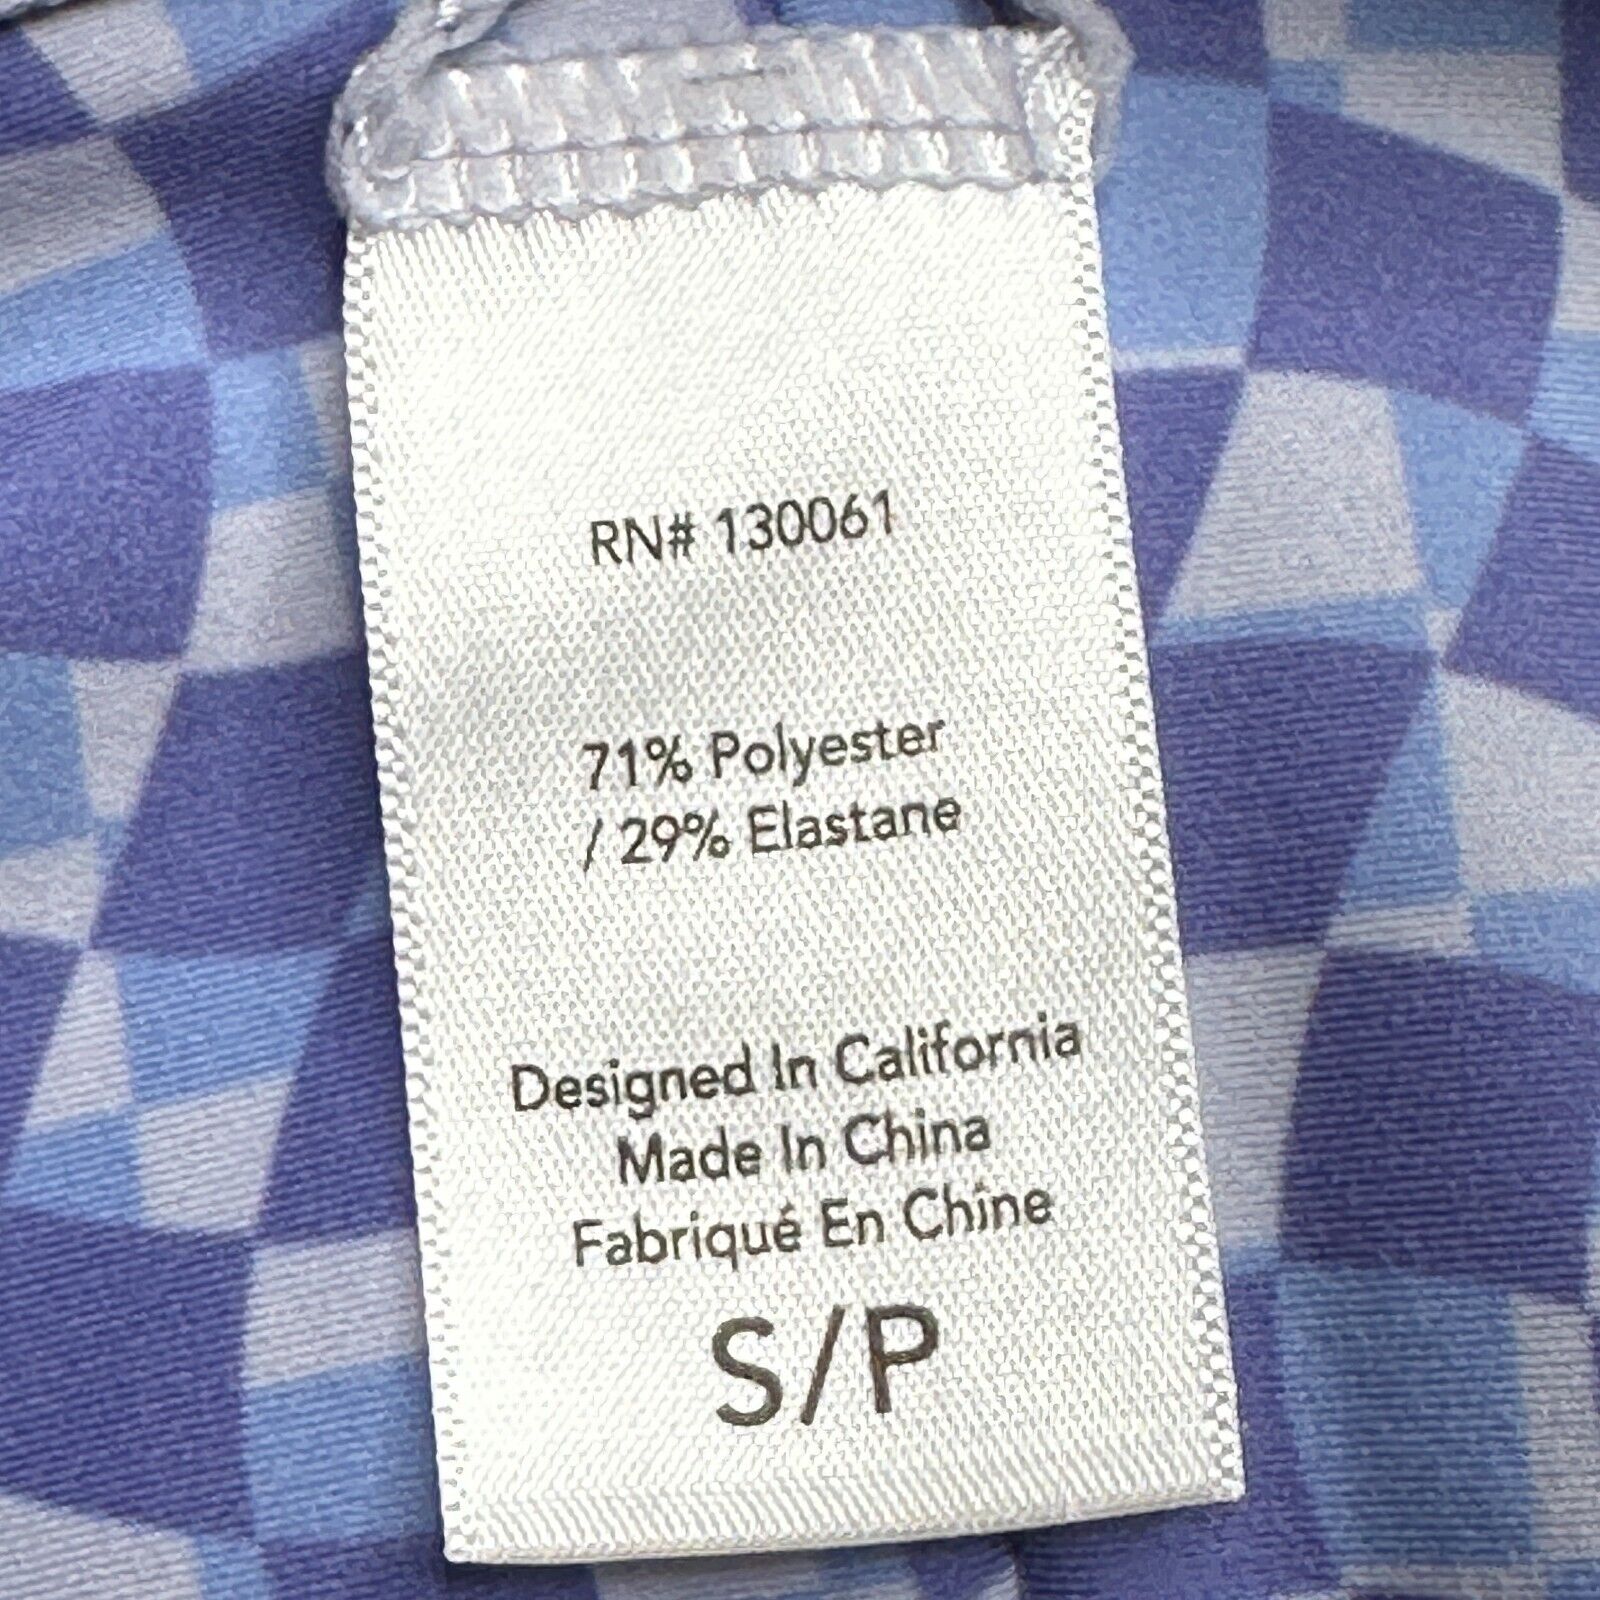 RN# 130061
71% Polyester
/ 29% Elastane
Designed In California
Made In China
Fabriqué En Chine
S/P